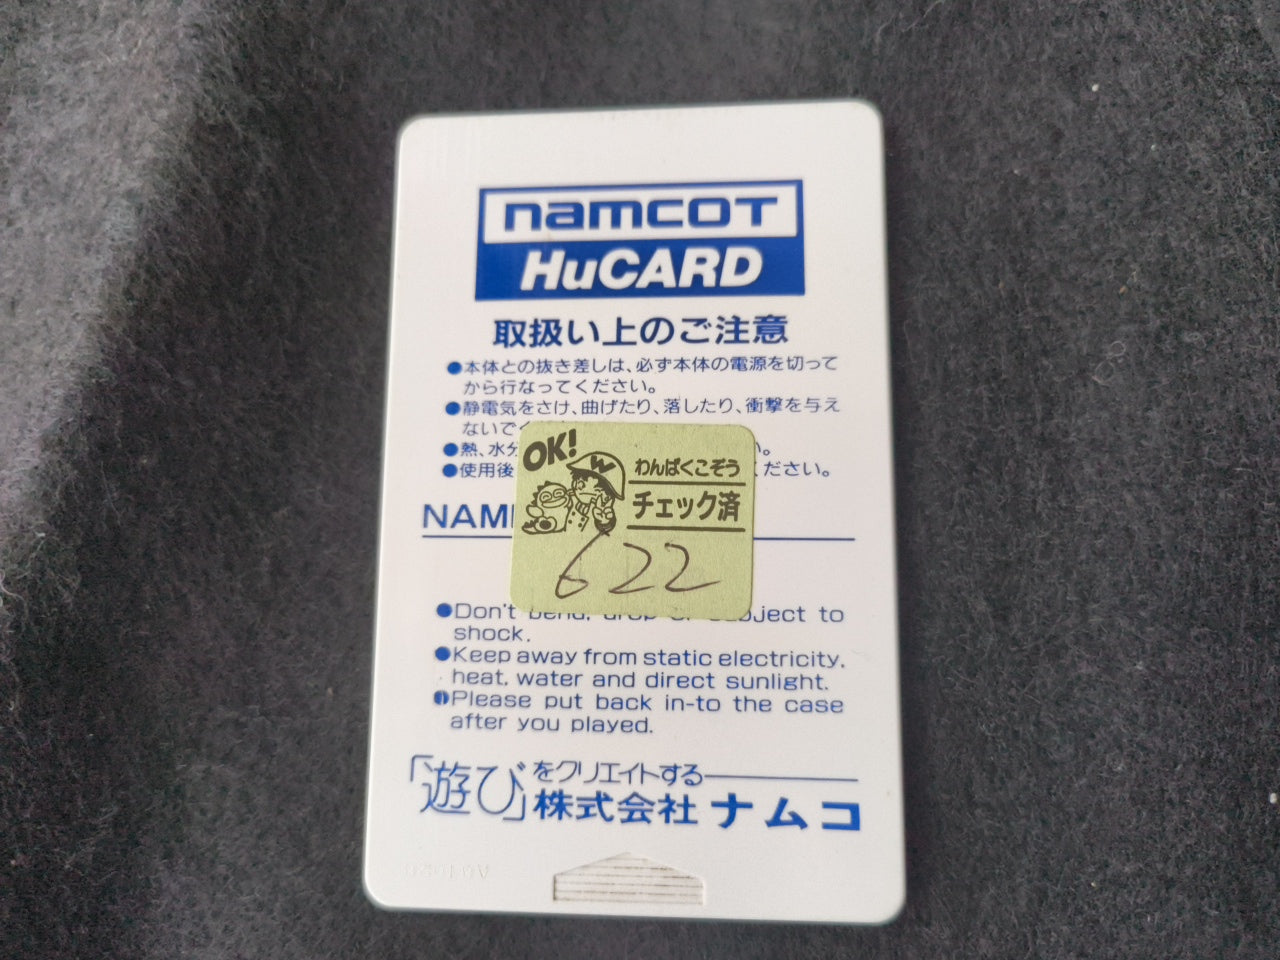 namcoT
HuCARD
取扱い上のご注意
●本体との抜き差しは、必ず本体の電源を切って
から行なってください。
●静電気をさけ、曲げたり、落したり、衝撃を与え
ないで
●熱、水分 い。
●使用後 ください。
OK!
W
わんぱくこぞう
チェック済
622
NAM
●Don't bend, drop or subject to
shock.
●Keep away from static electricity,
heat, water and direct sunlight.
●Please put back in-to the case
after you played.
「遊び」をクリエイトする
株式会社ナムコ